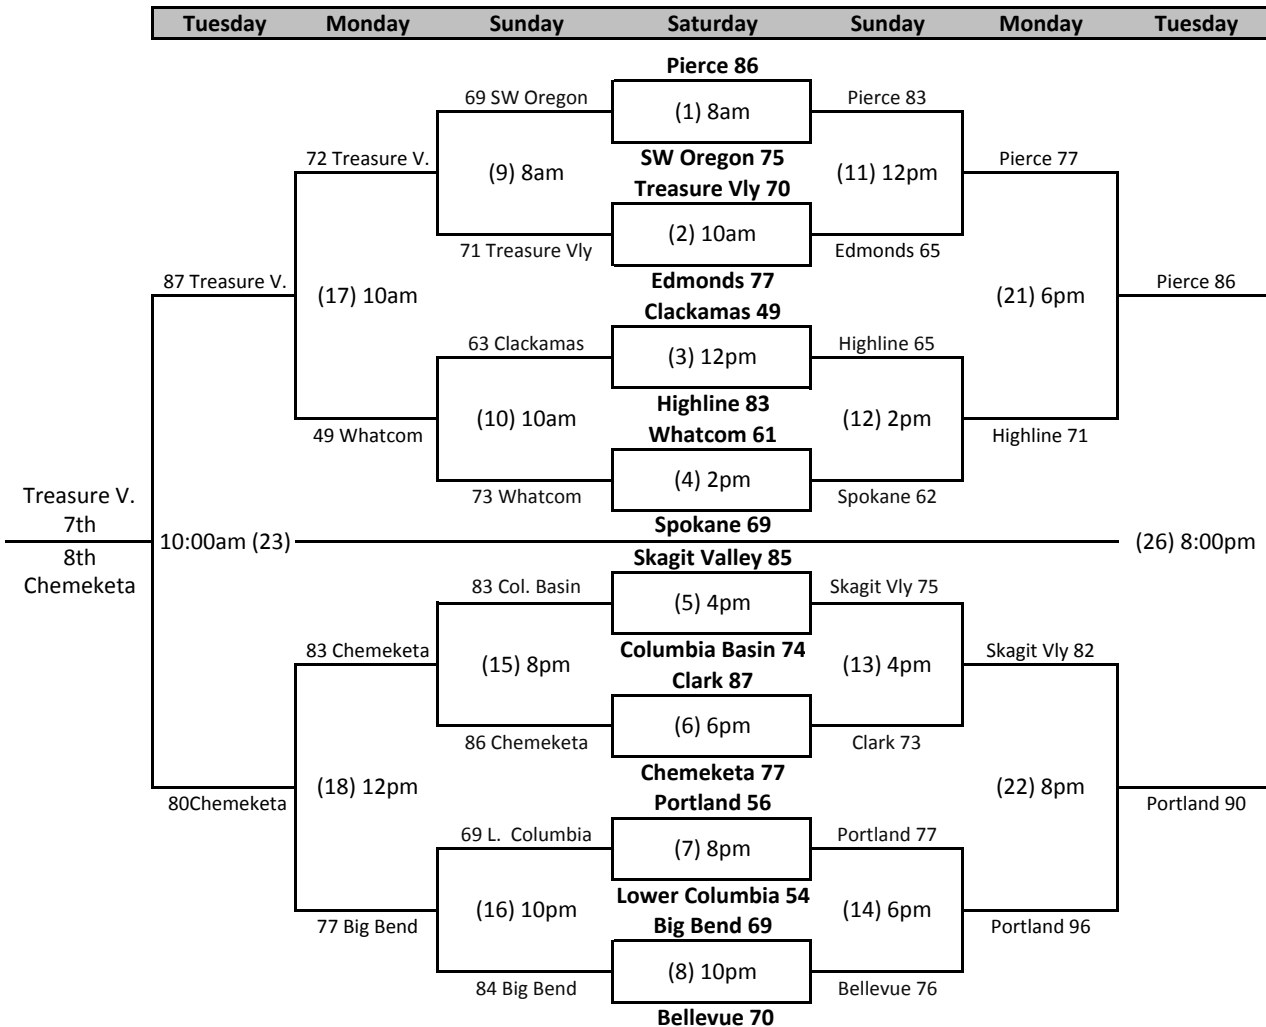 Tuesday Monday Sunday Saturday Sunday Monday Tuesday
Pierce 86
69 SW Oregon (1) 8am Pierce 83
72 Treasure V. (9) 8am SW Oregon 75 (11) 12pm Pierce 77
Treasure Vly 70
71 Treasure Vly (2) 10am Edmonds 65
87 Treasure V. (17) 10am Edmonds 77 (21) 6pm Pierce 86
Clackamas 49
63 Clackamas (3) 12pm Highline 65
49 Whatcom (10) 10am Highline 83 (12) 2pm Highline 71
Whatcom 61
73 Whatcom (4) 2pm Spokane 62
Treasure V.
7th
Spokane 69
10:00am (23) (26) 8:00pm
8th
Chemeketa
Skagit Valley 85
83 Col. Basin (5) 4pm Skagit Vly 75
83 Chemeketa (15) 8pm Columbia Basin 74 (13) 4pm Skagit Vly 82
Clark 87
86 Chemeketa (6) 6pm Clark 73
80Chemeketa (18) 12pm Chemeketa 77 (22) 8pm Portland 90
Portland 56
69 L. Columbia (7) 8pm Portland 77
77 Big Bend (16) 10pm Lower Columbia 54 (14) 6pm Portland 96
Big Bend 69
84 Big Bend (8) 10pm Bellevue 76
Bellevue 70